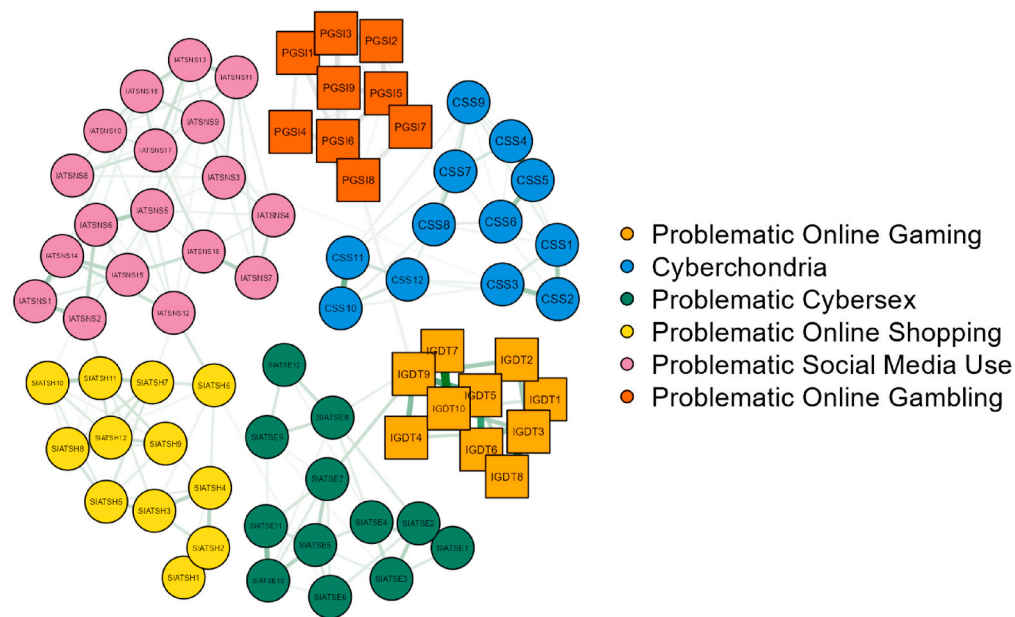 PGSI3
PGSI2
PGSI1
IATSNS13
IATSNS11
IATSNS18
PGSI9
PGSI5
CSS9
IATSNS10
IATSNS9
PGSI4
PGSI6
PGSI7
CSS4
IATSNS17
IATSNS8
IATSNS3
PGSI8
CSS7
CSS5
IATSNS5
IATSNS4
IATSNS6
CSS8
CSS6
IATSNS14
IATSNS16
CSS1
IATSNS15
IATSNS7
CSS11
CSS12
CSS3
CSS2
IATSNS1
IATSNS2
IATSNS12
CSS10
Problematic Online Gaming
Cyberchondria
Problematic Cybersex
Problematic Online Shopping
Problematic Social Media Use
Problematic Online Gambling
IGDT7
IGDT2
SIATSE12
IGDT9
SIATSH10
SIATSH11
SIATSH7
SIATSH6
IGDT5
IGDT1
IGDT10
SIATSE8
SIATSE9
IGDT4
IGDT3
SIATSH8
SIATSH12
SIATSH9
IGDT6
IGDT8
SIATSE7
SIATSH4
SIATSH5
SIATSH3
SIATSE11
SIATSE4
SIATSE2
SIATSE5
SIATSH2
SIATSE1
SIATSH1
SIATSE10
SIATSE3
SIATSE6